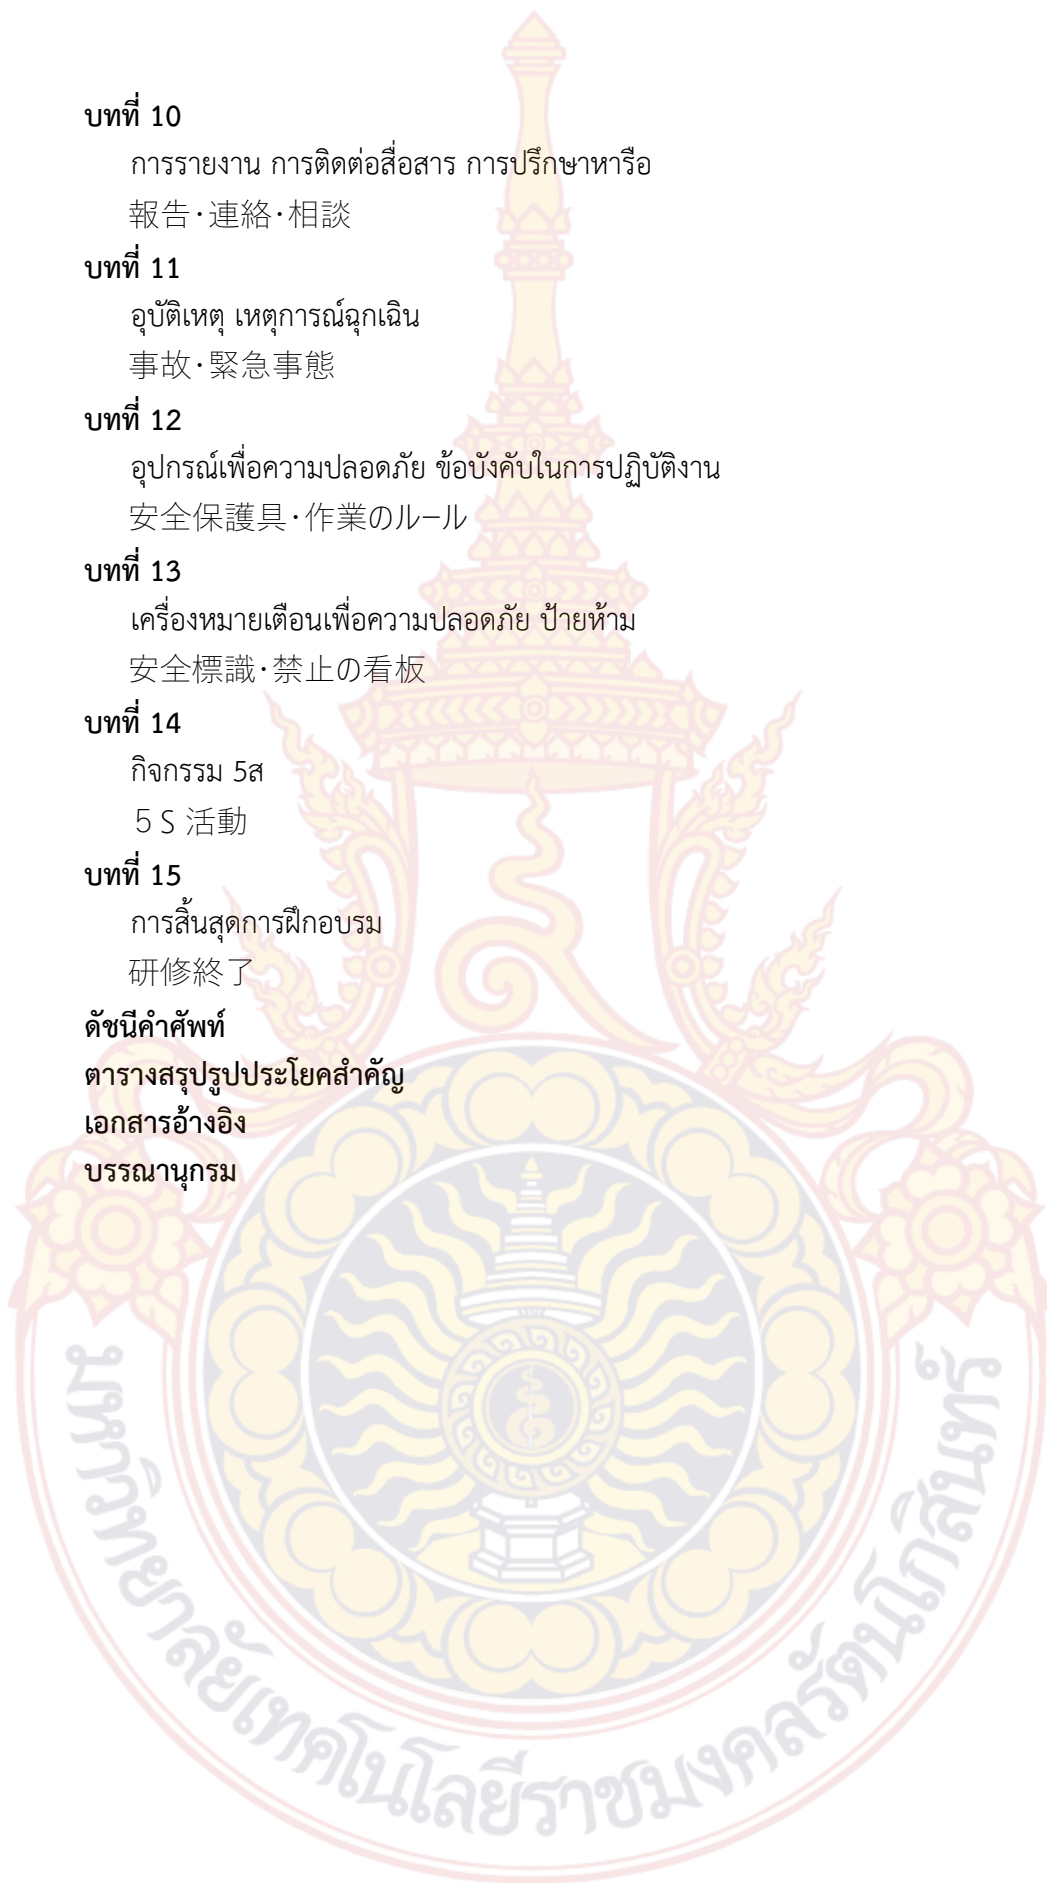 บทที่ 10
การรายงาน การติดต่อสื่อสาร การปรึกษาหารือ
報告・連絡・相談
บทที่ 11
อุบัติเหตุ เหตุการณ์ฉุกเฉิน
事故・緊急事態
บทที่ 12
อุปกรณ์เพื่อความปลอดภัย ข้อบังคับในการปฏิบัติงาน
安全保護具・作業のルール
บทที่ 13
เครื่องหมายเตือนเพื่อความปลอดภัย ป้ายห้าม
安全標識・禁止の看板
บทที่ 14
กิจกรรม 5ส
５S 活動
บทที่ 15
การสิ้นสุดการฝึกอบรม
研修終了
ดัชนีคำศัพท์
ตารางสรุปรูปประโยคสำคัญ
เอกสารอ้างอิง
บรรณานุกรม
มหาวิทยาลัยเทคโนโลยีราชมงคลรัตนโกสินทร์